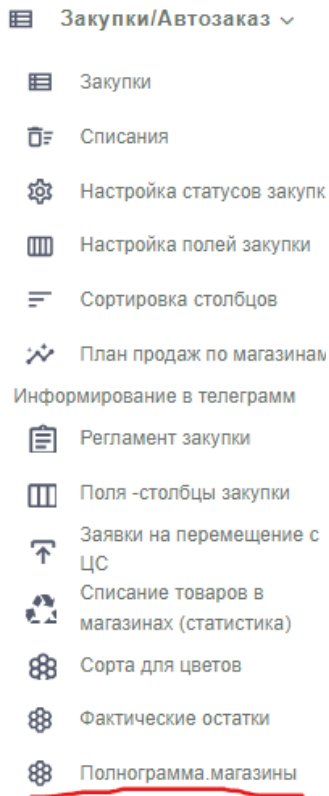 Закупки/Автозаказ
Закупки
Списания
Настройка статусов закупк
Настройка полей закупки
Сортировка столбцов
План продаж по магазинам
Информирование в телеграмм
Регламент закупки
Поля -столбцы закупки
Заявки на перемещение с
ЦС
Списание товаров в
магазинах (статистика)
Сорта для цветов
Фактические остатки
Полнограмма.магазины